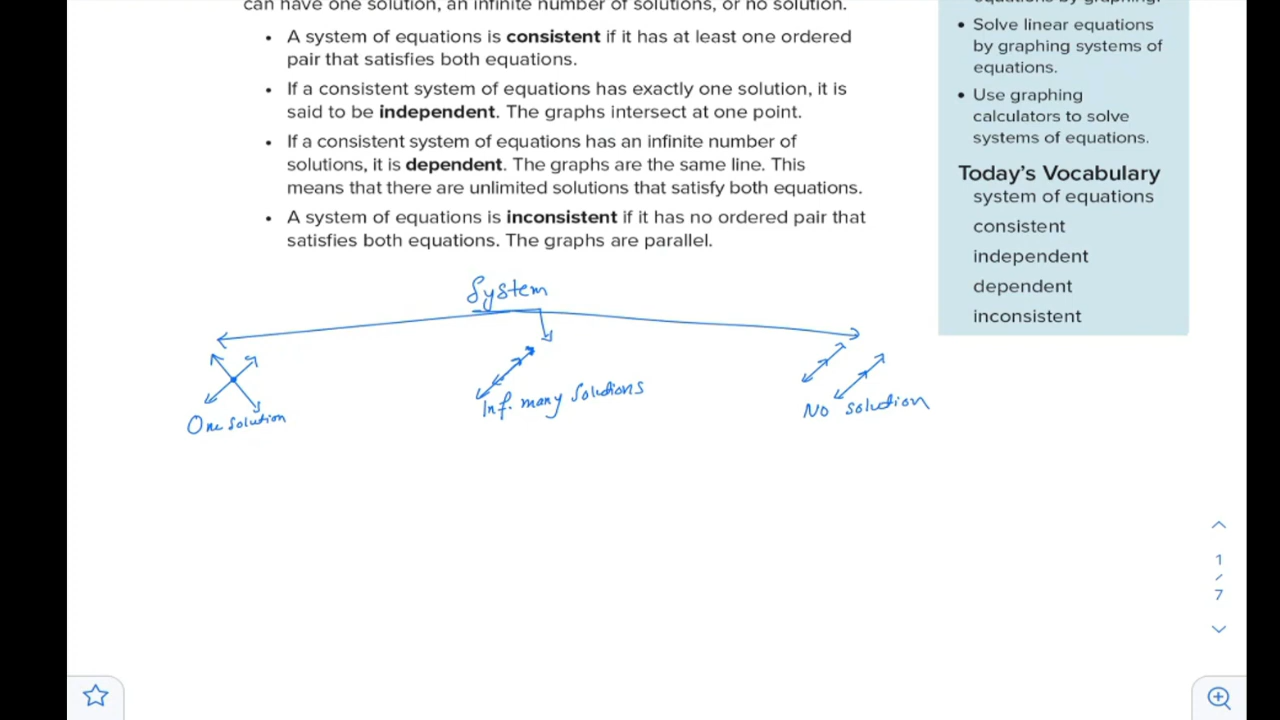 can have one solution, an infinite number of solutions, or no solution.
• A system of equations is consistent if it has at least one ordered
pair that satisfies both equations.
• If a consistent system of equations has exactly one solution, it is
said to be independent. The graphs intersect at one point.
• If a consistent system of equations has an infinite number of
solutions, it is dependent. The graphs are the same line. This
means that there are unlimited solutions that satisfy both equations.
• A system of equations is inconsistent if it has no ordered pair that
satisfies both equations. The graphs are parallel.
equations by graphing.
• Solve linear equations
by graphing systems of
equations.
• Use graphing
calculators to solve
systems of equations.
Today's Vocabulary
system of equations
consistent
independent
dependent
inconsistent
System
One solution
Inf. many solutions
No solution
1
/
7